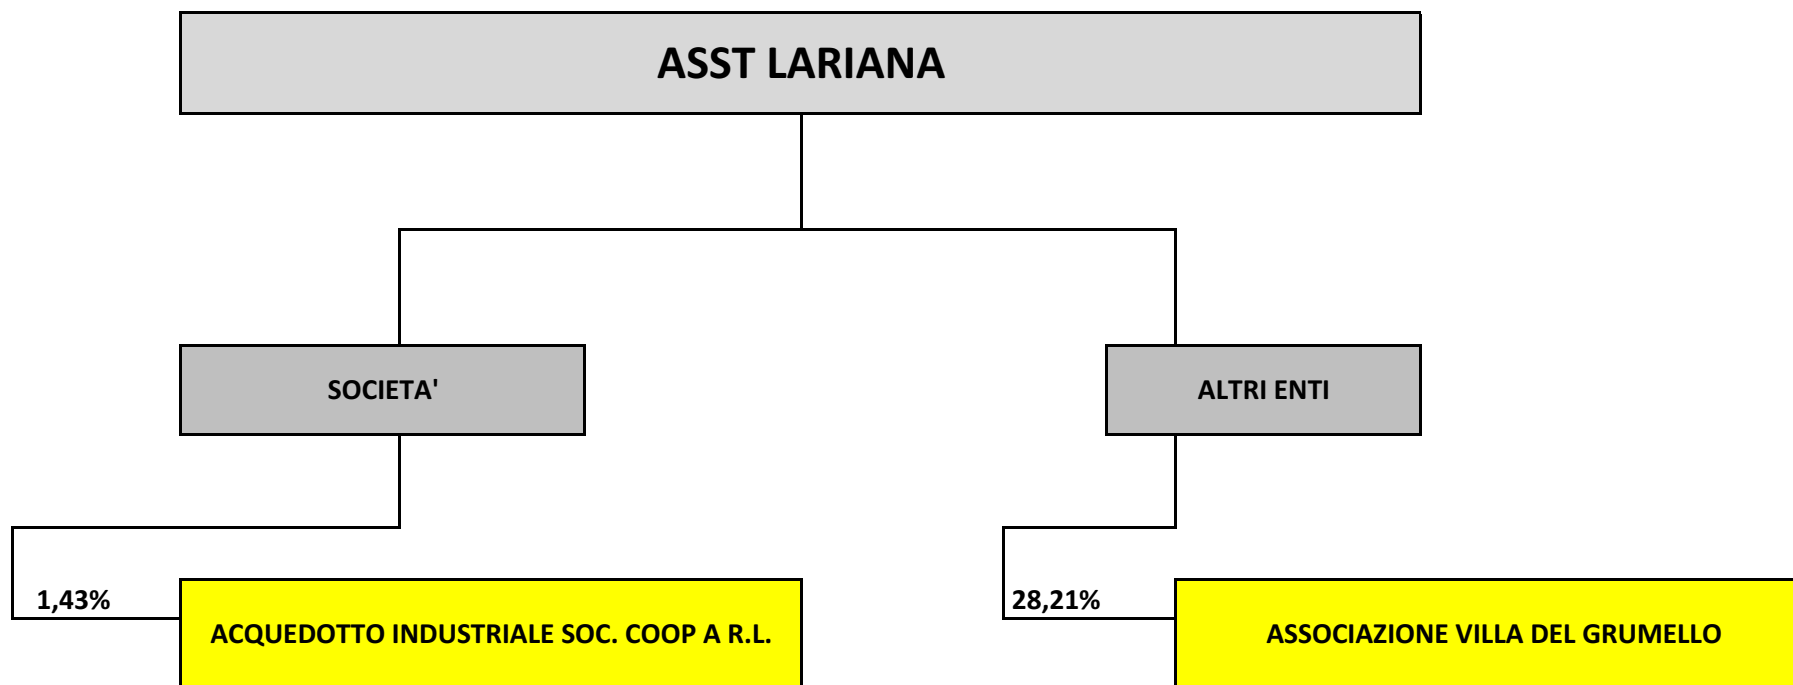 ASST LARIANA
SOCIETA'
ALTRI ENTI
1,43%
ACQUEDOTTO INDUSTRIALE SOC. COOP A R.L.
28,21%
ASSOCIAZIONE VILLA DEL GRUMELLO